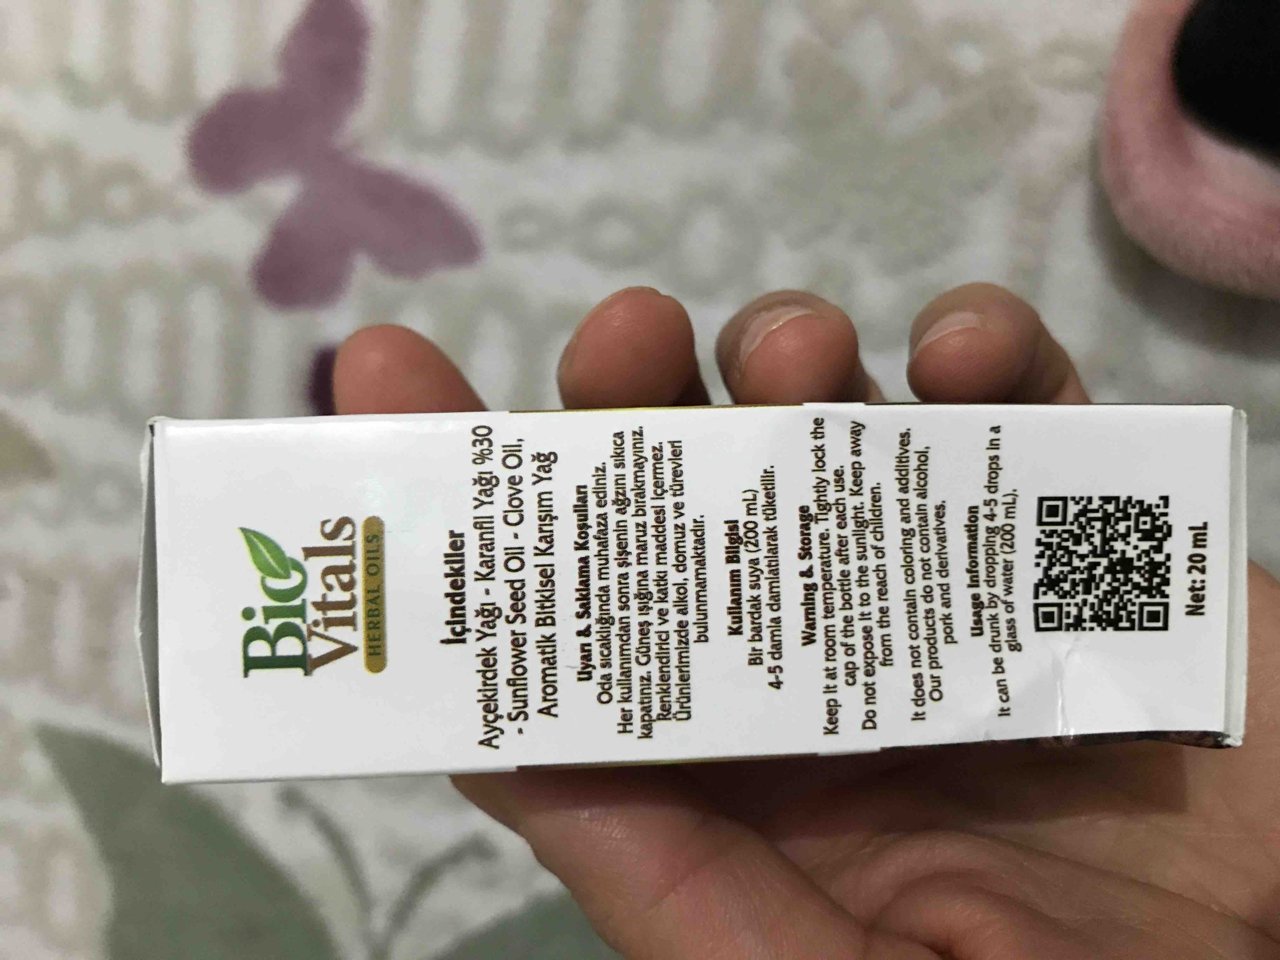 Bio
Vitals
HERBAL OILS
İçindekiler
Ayçekirdek Yağı - Karanfil Yağı %30
- Sunflower Seed Oil - Clove Oil,
Aromatik Bitkisel Karışım Yağ
Uyarı & Saklama Koşulları
Oda sıcaklığında muhafaza ediniz.
Her kullanımdan sonra şişenin ağzını sıkıca
kapatınız. Güneş ışığına maruz bırakmayınız.
Renklendirici ve katkı maddesi içermez.
Ürünlerimizde alkol, domuz ve türevleri
bulunmamaktadır.
Kullanım Bilgisi
Bir bardak suya (200 mL)
4-5 damla damlatılarak tüketilir.
Warning & Storage
Keep it at room temperature. Tightly lock the
cap of the bottle after each use.
Do not expose it to the sunlight. Keep away
from the reach of children.
It does not contain coloring and additives.
Our products do not contain alcohol,
pork and derivatives.
Usage Information
It can be drunk by dropping 4-5 drops in a
glass of water (200 mL).
Net: 20 mL